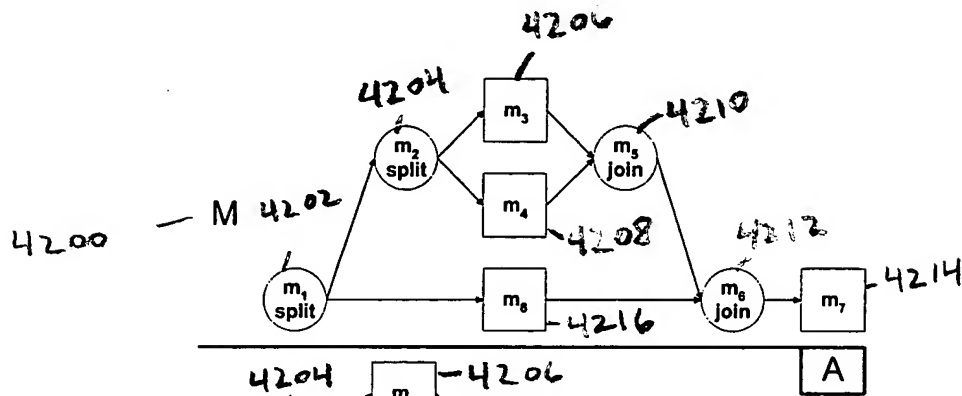 4206
4204
m₃
4210
m₂
split
m₅
join
m₄
4200
M
4202
4208
4212
m₁
split
m₈
4216
m₆
join
m₇
4214
A
4204
4206
m